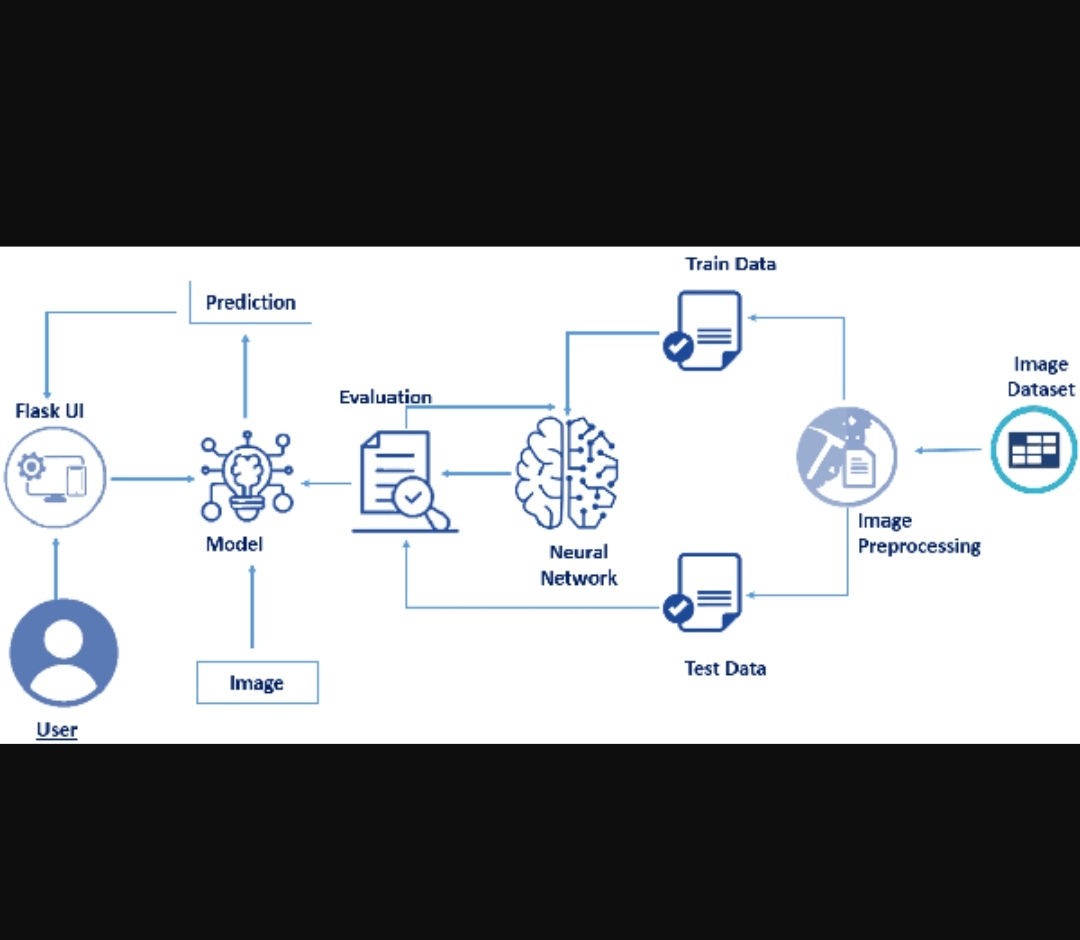 Train Data
Prediction
Image
Dataset
Evaluation
Flask UI
Image
Preprocessing
Model
Neural
Network
Test Data
Image
User